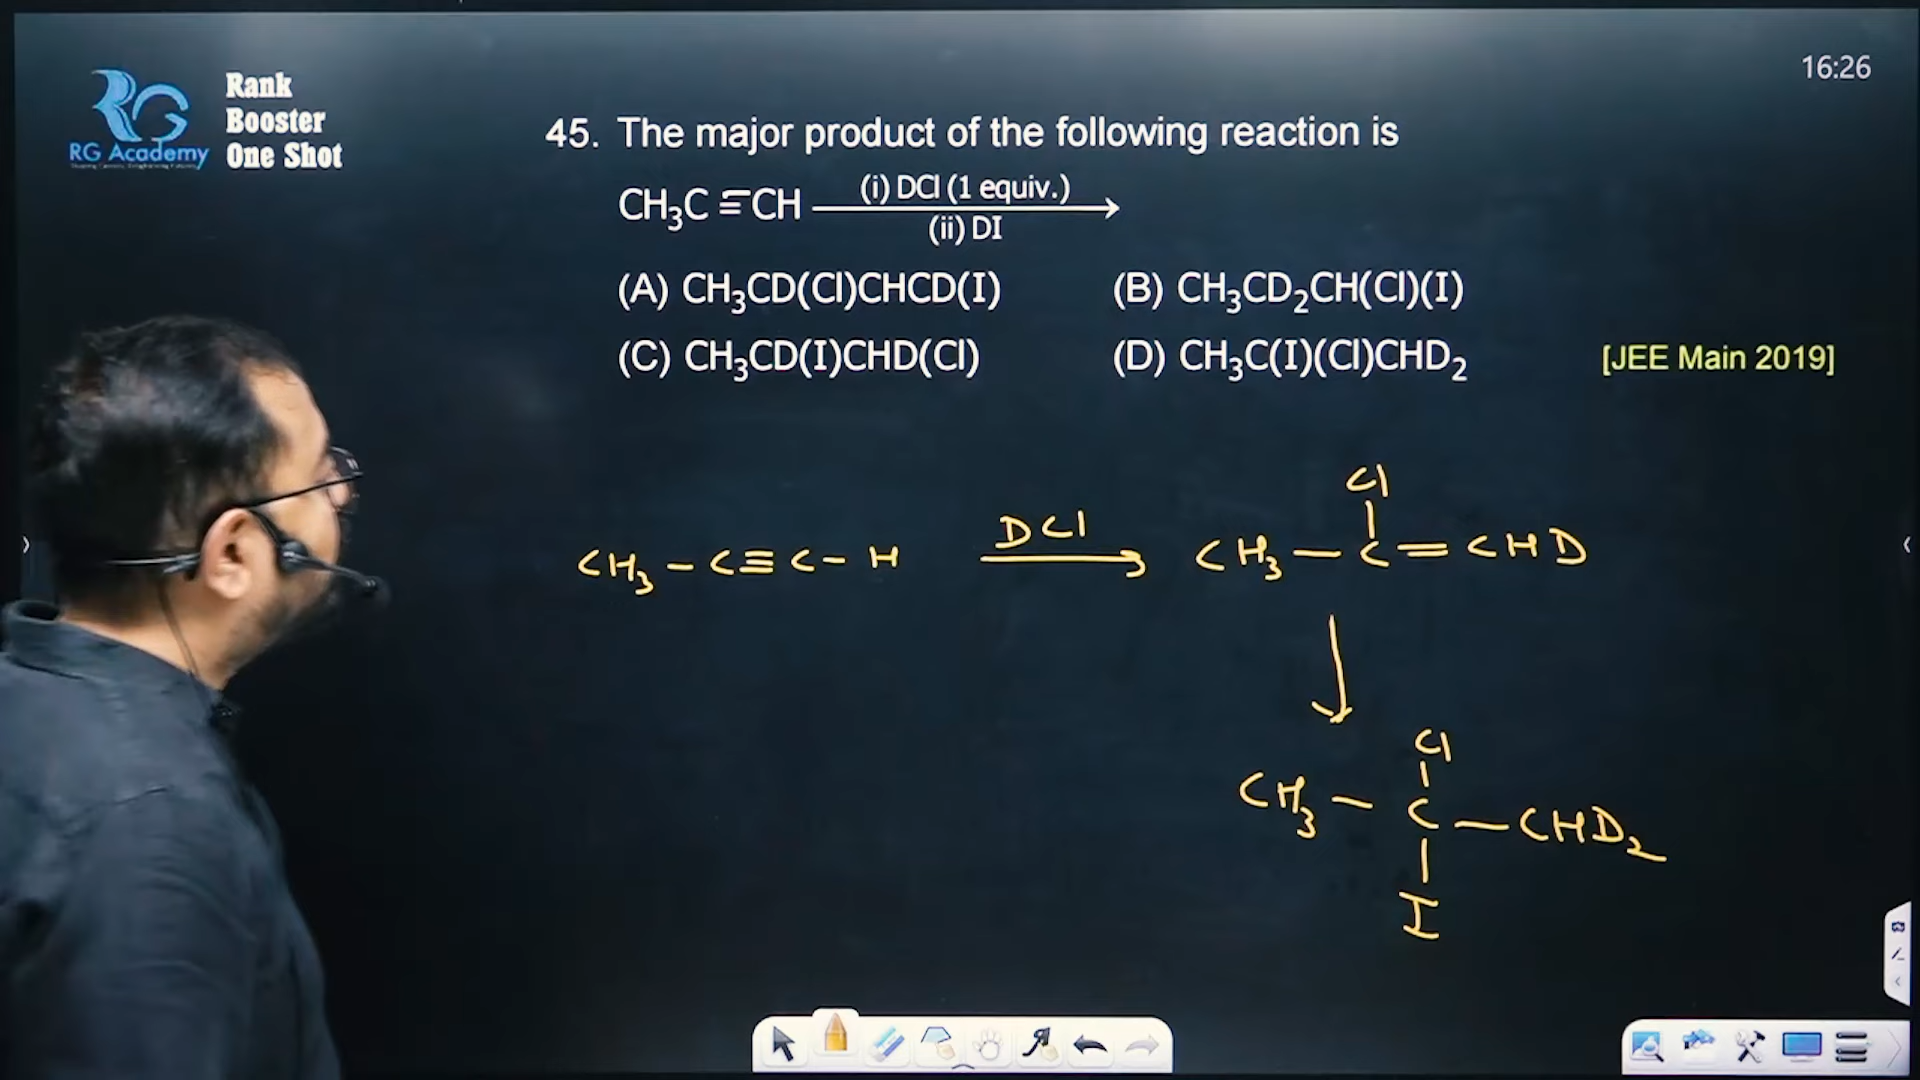 RG Academy
Rank
Booster
One Shot
16:26
45. The major product of the following reaction is
CH₃C ≡ CH (i) DCl (1 equiv.)
(ii) DI
(A) CH₃CD(Cl)CHCD(I) (B) CH₃CD₂CH(Cl)(I)
(C) CH₃CD(I)CHD(Cl) (D) CH₃C(I)(Cl)CHD₂ [JEE Main 2019]
Cl
CH₃ – C ≡ C – H DCl CH₃ – C = CHD
Cl
CH₃ – C – CHD₂
I